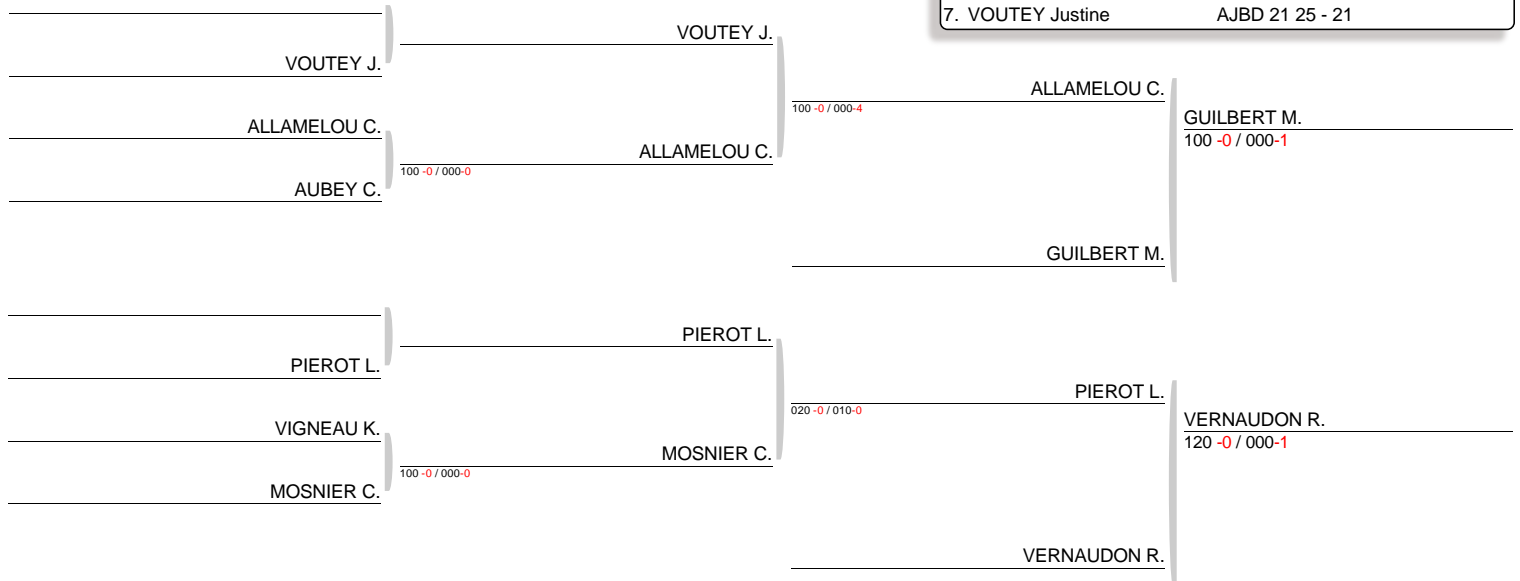 7. VOUTEY Justine AJBD 21 25 - 21
VOUTEY J.
VOUTEY J.
ALLAMELOU C.
100 -0 / 000-4
ALLAMELOU C.
GUILBERT M.
100 -0 / 000-1
ALLAMELOU C.
100 -0 / 000-0
AUBEY C.
GUILBERT M.
PIEROT L.
PIEROT L.
PIEROT L.
020 -0 / 010-0
VIGNEAU K.
VERNAUDON R.
120 -0 / 000-1
MOSNIER C.
100 -0 / 000-0
MOSNIER C.
VERNAUDON R.